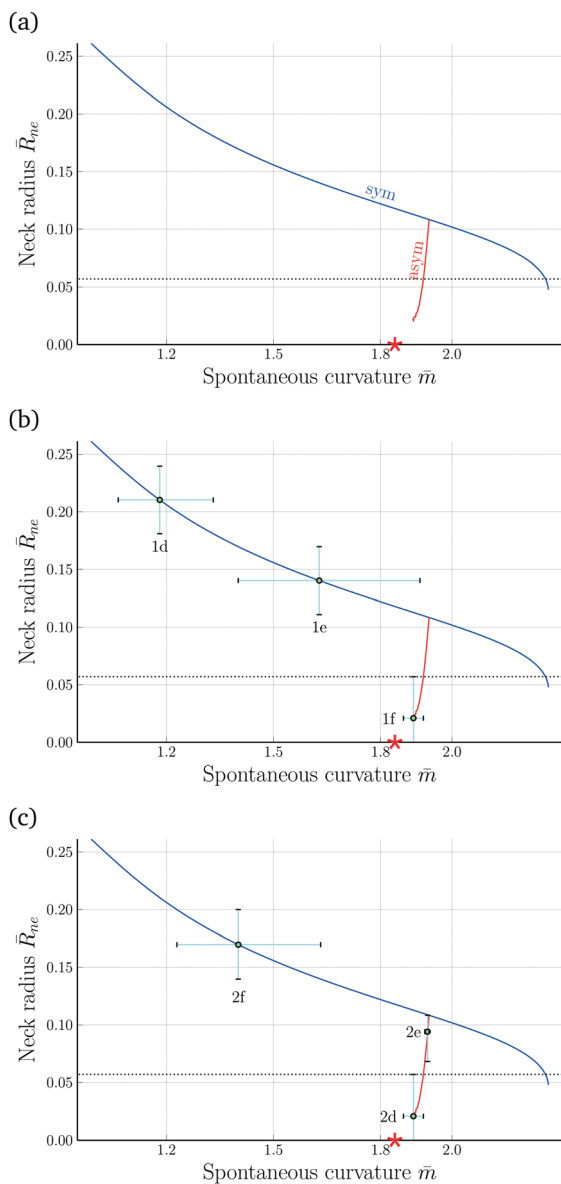 (a)
0.25
0.20
0.15
0.10
0.05
0.00
Neck radius R̄ne
sym
asym
1.2
1.5
1.8
2.0
Spontaneous curvature m̄
(b)
0.25
0.20
0.15
0.10
0.05
0.00
Neck radius R̄ne
1d
1e
1f
1.2
1.5
1.8
2.0
Spontaneous curvature m̄
(c)
0.25
0.20
0.15
0.10
0.05
0.00
Neck radius R̄ne
2f
2e
2d
1.2
1.5
1.8
2.0
Spontaneous curvature m̄